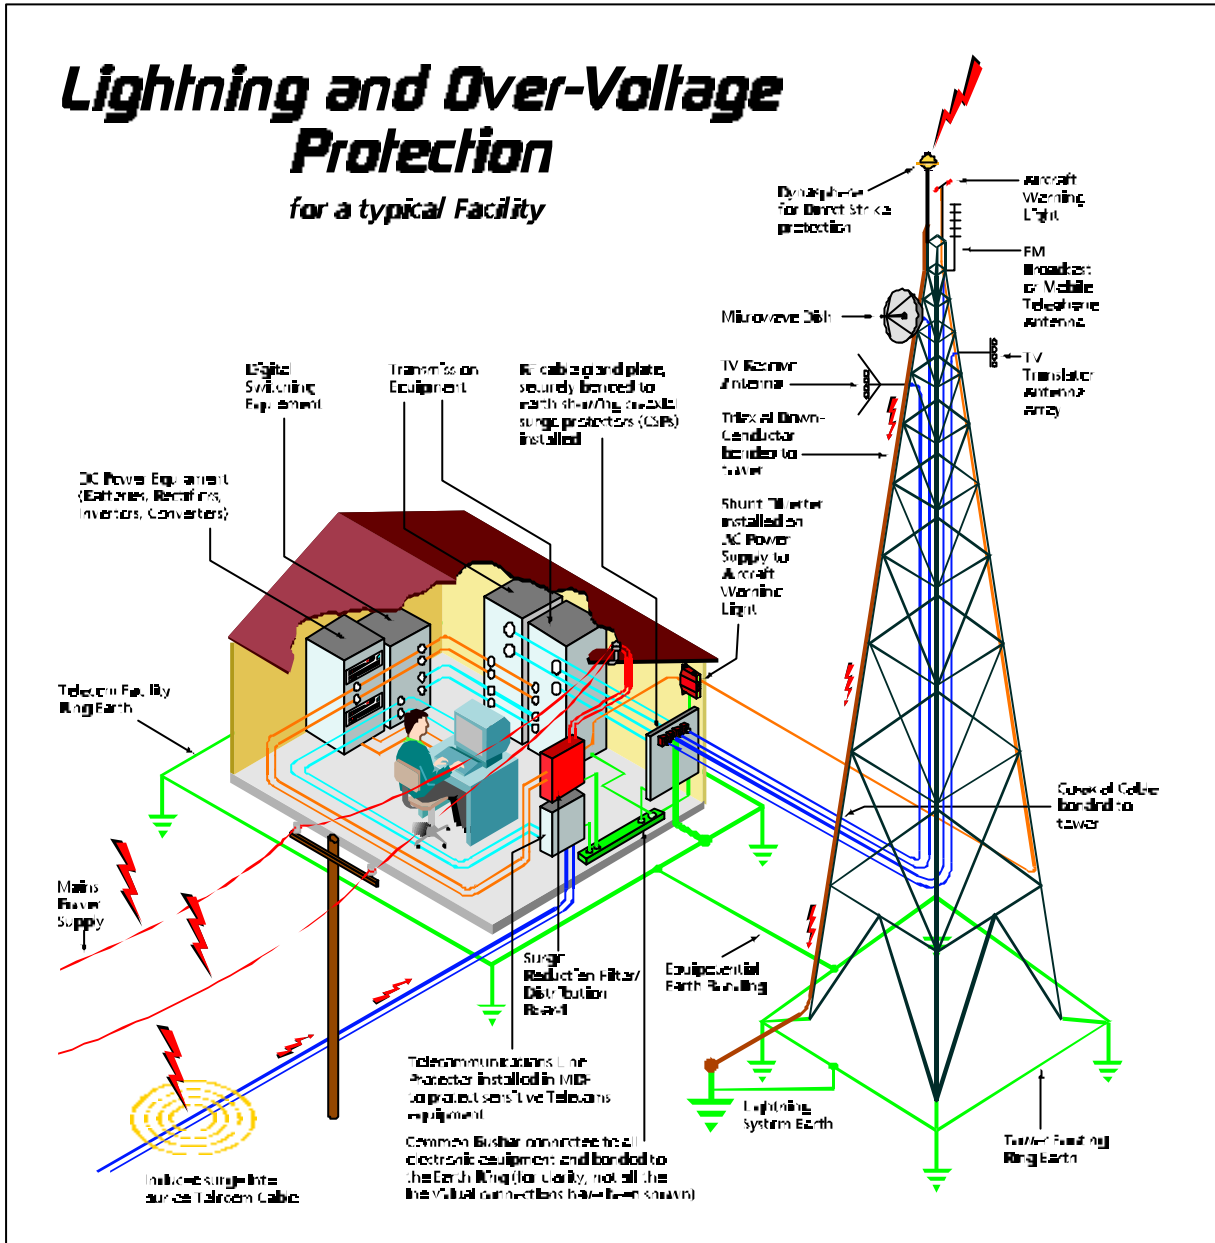 Lightning and Over-Voltage
Protection
for a typical Facility
Dynasphere
for Direct Strike
protection
Aircraft
Warning
Light
FM
Broadcast
or Mobile
Telephone
Antenna
Microwave Dish
TV Receive
Antenna
TV
Translator
Antenna
array
Digital
Switching
Equipment
Transmission
Equipment
RF cable gland plate,
securely bonded to
earth showing coaxial
surge protectors (CSPs)
installed
Triaxial Down-
Conductor
bonded to
tower
DC Power Equipment
(Batteries, Rectifiers,
Inverters, Converters)
Shunt Diverter
installed on
AC Power
Supply to
Aircraft
Warning
Light
Telecom Facility
Ring Earth
Coaxial Cable
bonded to
tower
Mains
Power
Supply
Surge
Reduction Filter/
Distribution
Board
Equipotential
Earth Bonding
Telecommunications Line
Protector installed in MDF
to protect sensitive Telecoms
equipment
Lightning
System Earth
Tower Footing
Ring Earth
Common Busbar connected to all
electronic equipment and bonded to
the Earth Ring (for clarity, not all the
individual connections have been shown)
surge into
Telecom Cable